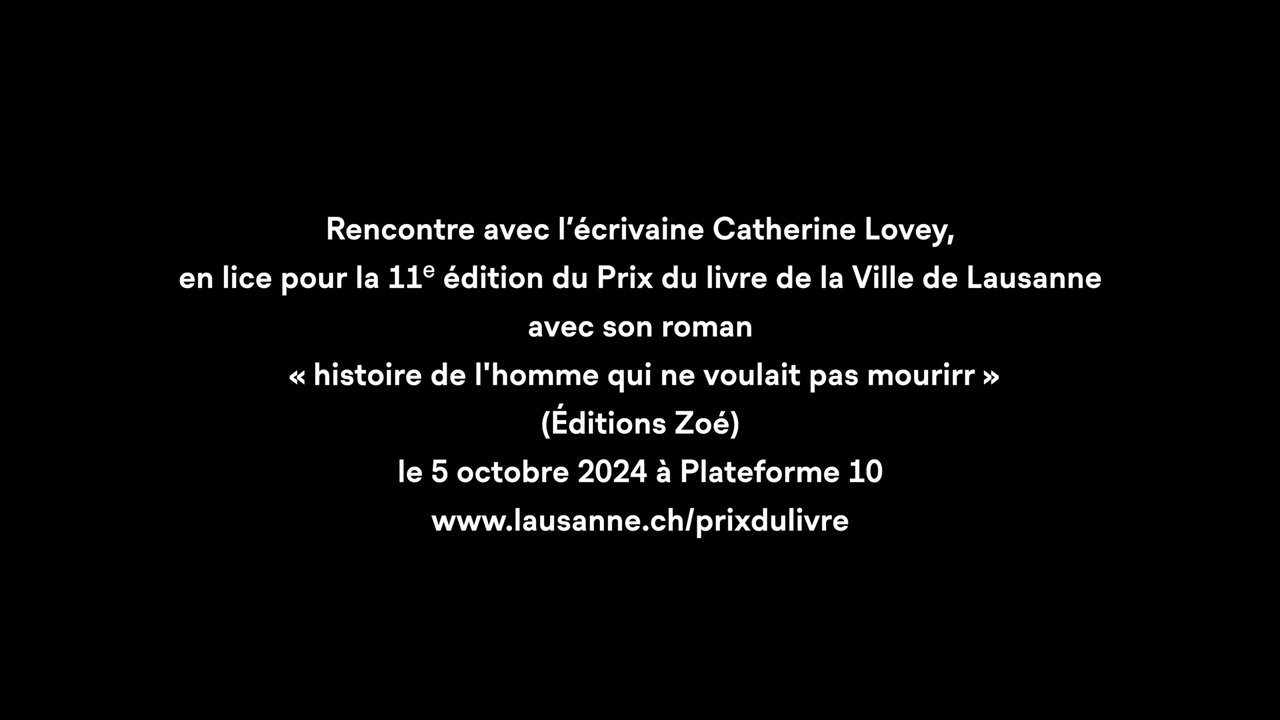 Rencontre avec l’écrivaine Catherine Lovey,
en lice pour la 11ᵉ édition du Prix du livre de la Ville de Lausanne
avec son roman
« histoire de l'homme qui ne voulait pas mourirr »
(Éditions Zoé)
le 5 octobre 2024 à Plateforme 10
www.lausanne.ch/prixdulivre